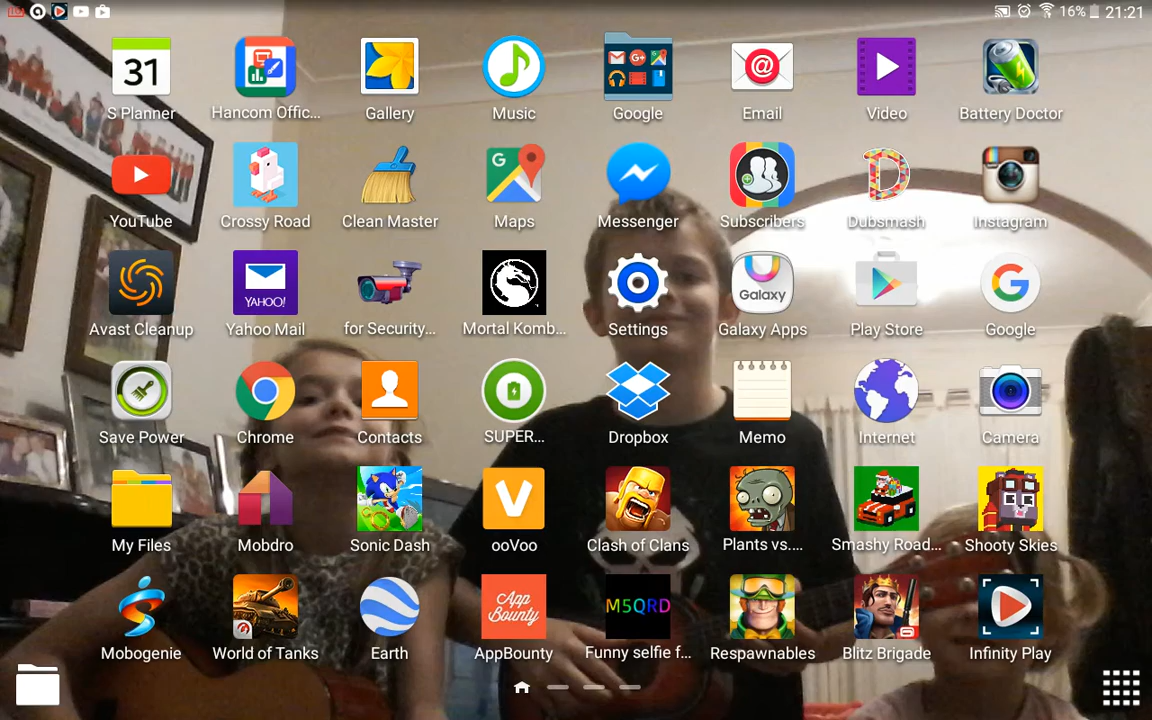 16% 21:21
31
S Planner Hancom Offic... Gallery Music Google Email Video Battery Doctor
YouTube Crossy Road Clean Master Maps Messenger Subscribers Dubsmash Instagram
YAHOO! Galaxy
Avast Cleanup Yahoo Mail for Security... Mortal Komb... Settings Galaxy Apps Play Store Google
Save Power Chrome Contacts SUPER... Dropbox Memo Internet Camera
My Files Mobdro Sonic Dash ooVoo Clash of Clans Plants vs.... Smashy Road... Shooty Skies
App Bounty M5QRD
Mobogenie World of Tanks Earth AppBounty Funny selfie f... Respawnables Blitz Brigade Infinity Play